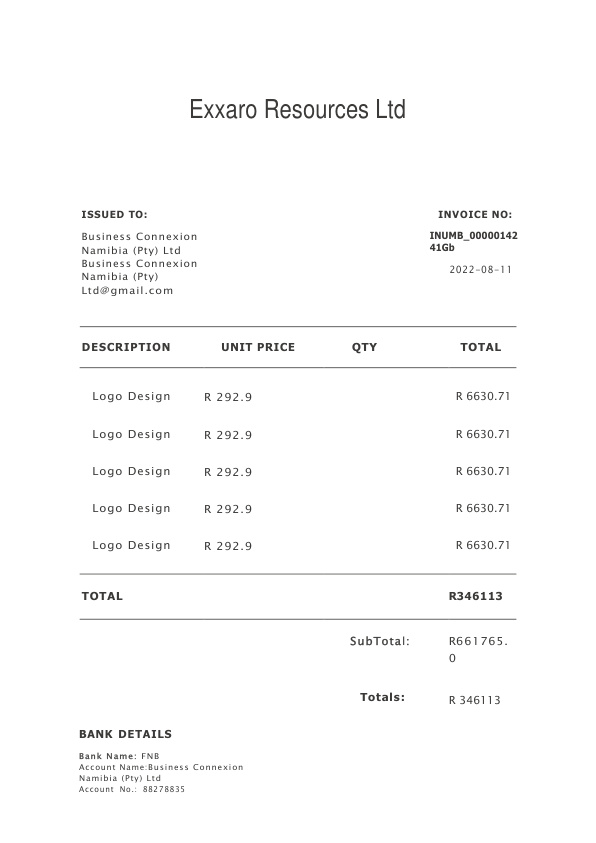 Exxaro Resources Ltd
ISSUED TO:
INVOICE NO:
Business Connexion
Namibia (Pty) Ltd
Business Connexion
Namibia (Pty)
Ltd@gmail.com
INUMB_00000142
41Gb
2022-08-11
DESCRIPTION UNIT PRICE QTY TOTAL
Logo Design R 292.9 R 6630.71
Logo Design R 292.9 R 6630.71
Logo Design R 292.9 R 6630.71
Logo Design R 292.9 R 6630.71
Logo Design R 292.9 R 6630.71
TOTAL R346113
SubTotal: R661765.
0
Totals: R 346113
BANK DETAILS
Bank Name: FNB
Account Name:Business Connexion
Namibia (Pty) Ltd
Account No.: 88278835